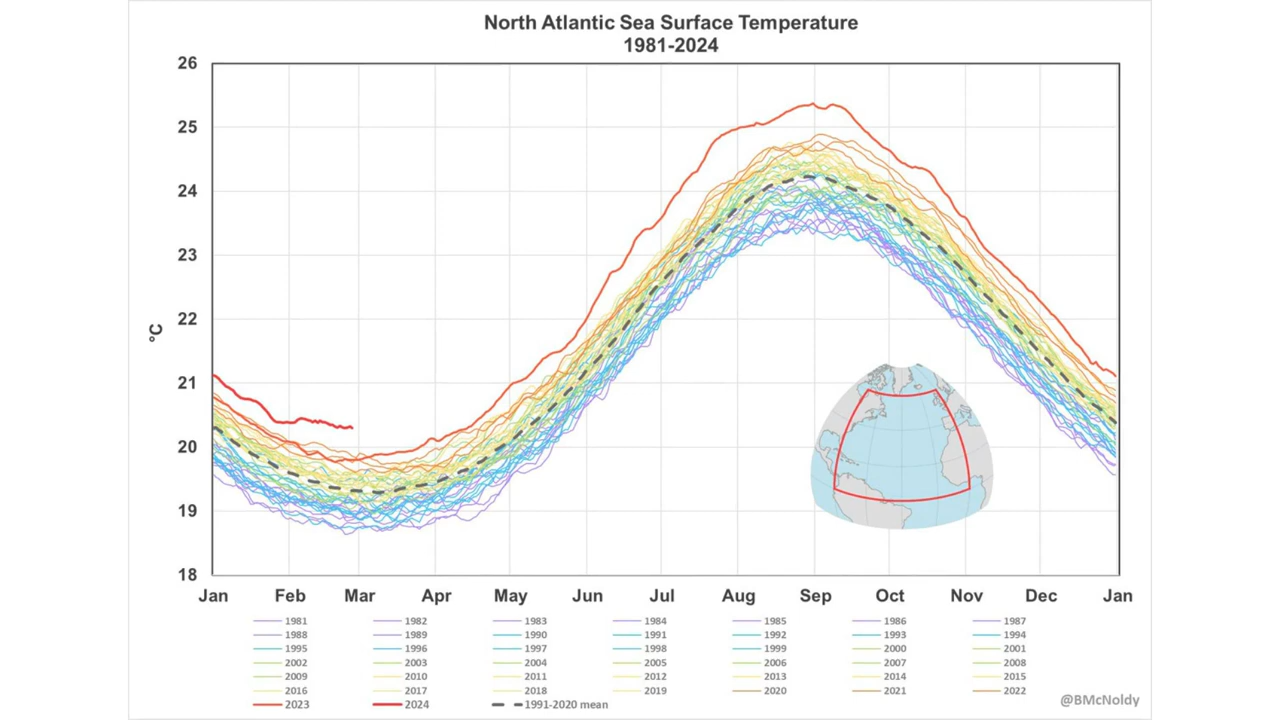 North Atlantic Sea Surface Temperature
1981-2024
26
25
24
23
22
21
20
19
18
°C
Jan Feb Mar Apr May Jun Jul Aug Sep Oct Nov Dec Jan
1981 1982 1983 1984 1985 1986 1987
1988 1989 1990 1991 1992 1993 1994
1995 1996 1997 1998 1999 2000 2001
2002 2003 2004 2005 2006 2007 2008
2009 2010 2011 2012 2013 2014 2015
2016 2017 2018 2019 2020 2021 2022
2023 2024 1991-2020 mean
@BMcNoldy